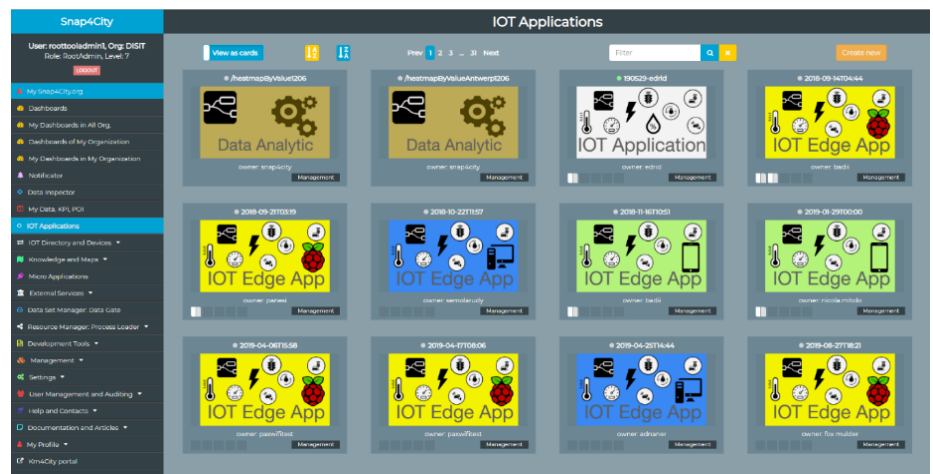 Snap4City
User: roottooladmin1, Org: DISIT
Role: RootAdmin, Level: 7
LOGOUT
My Snap4City.org
Dashboards
My Dashboards in All Org.
Dashboards of My Organization
My Dashboards in My Organization
Notificator
Data Inspector
My Data, KPI, POI
IOT Applications
IOT Directory and Devices
Knowledge and Maps
Micro Applications
External Services
Data Set Manager: Data Gate
Resource Manager: Process Loader
Development Tools
Management
Settings
User Management and Auditing
Help and Contacts
Documentation and Articles
My Profile
Km4City portal
IOT Applications
View as cards
Prev 1 2 3 ... 31 Next
Filter
Create new
/heatmapByValue1206
Data Analytic
owner: snap4city
Management
/heatmapByValueAntwerp1206
Data Analytic
owner: snap4city
Management
190529-edrid
IOT Application
owner: edrid
Management
2018-09-14T04:44
IOT Edge App
owner: badii
Management
2018-09-21T03:19
IOT Edge App
owner: panesi
Management
2018-10-22T11:57
IOT Edge App
owner: semolarudy
Management
2018-11-16T10:51
IOT Edge App
owner: badii
Management
2019-01-29T00:00
IOT Edge App
owner: nicola.mitolo
Management
2019-04-06T15:58
IOT Edge App
owner: paxwifitest
Management
2019-04-17T08:06
IOT Edge App
owner: paxwifitest
Management
2019-04-25T14:44
IOT Edge App
owner: adnaner
Management
2019-08-27T18:21
IOT Edge App
owner: fox mulder
Management